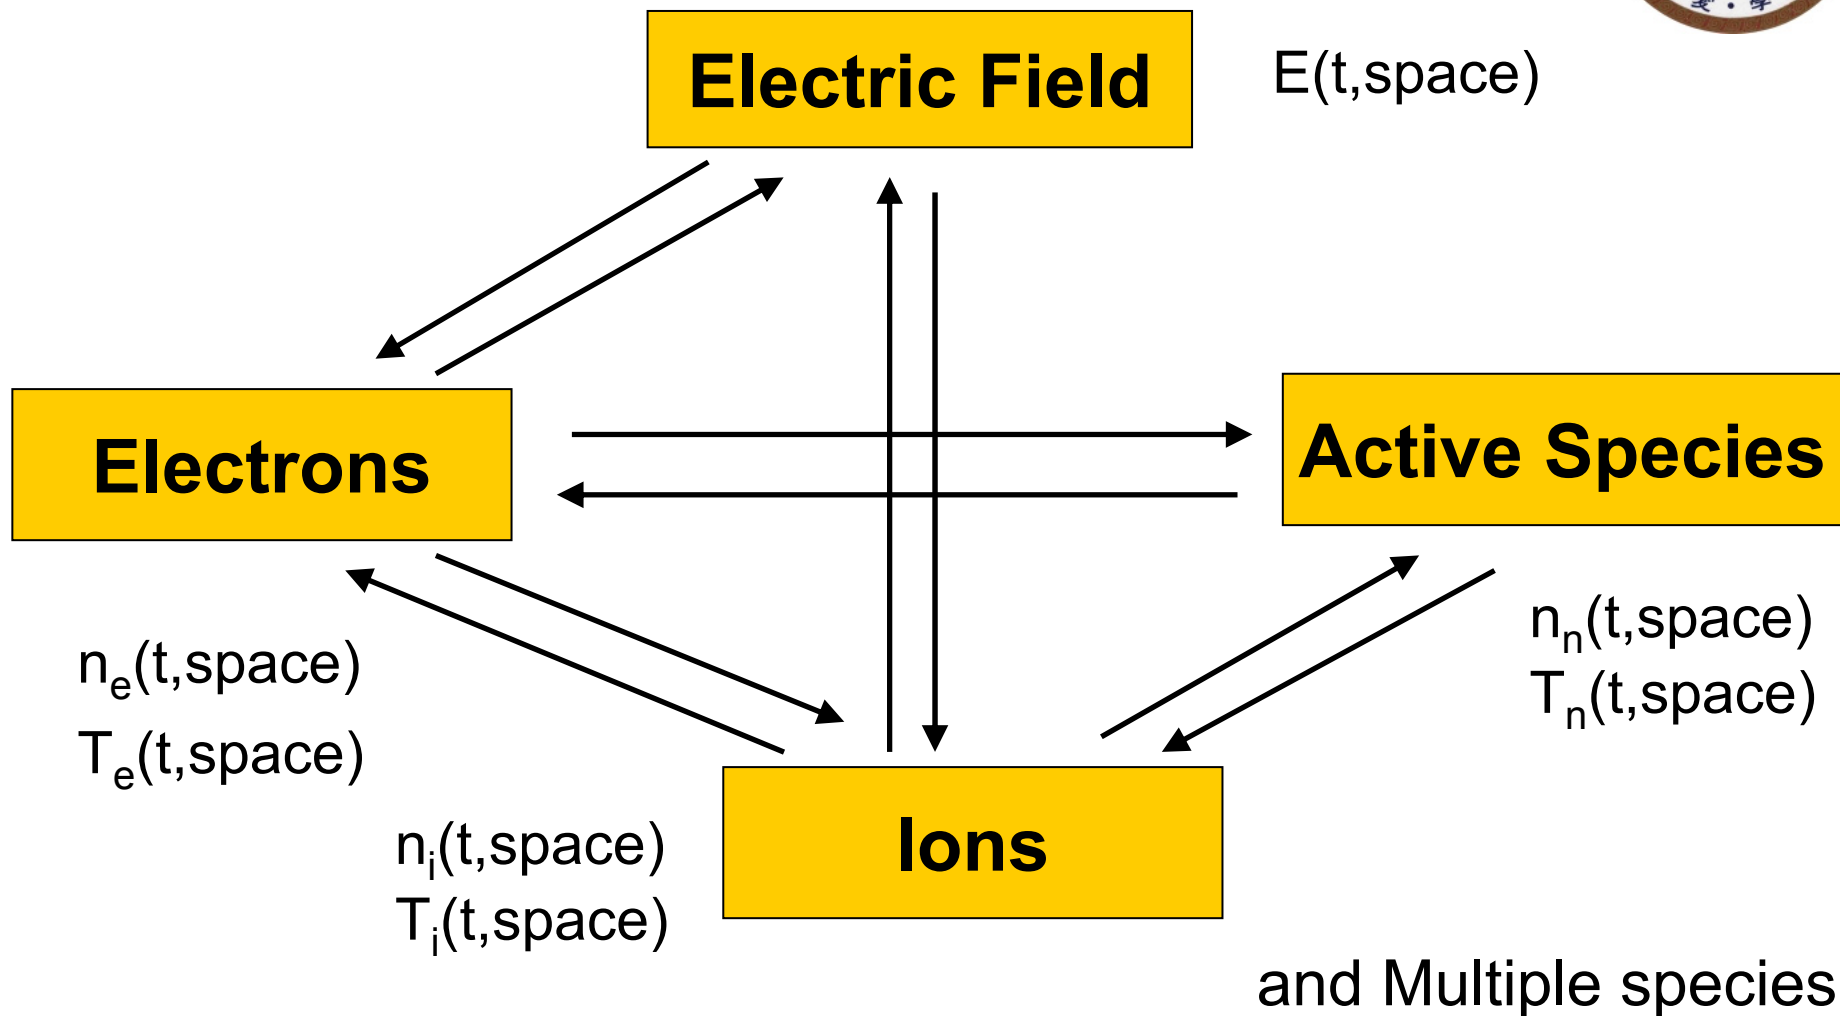 Electric Field
E(t,space)
Electrons
Active Species
nₑ(t,space)
Tₑ(t,space)
nₙ(t,space)
Tₙ(t,space)
nᵢ(t,space)
Tᵢ(t,space)
Ions
and Multiple species